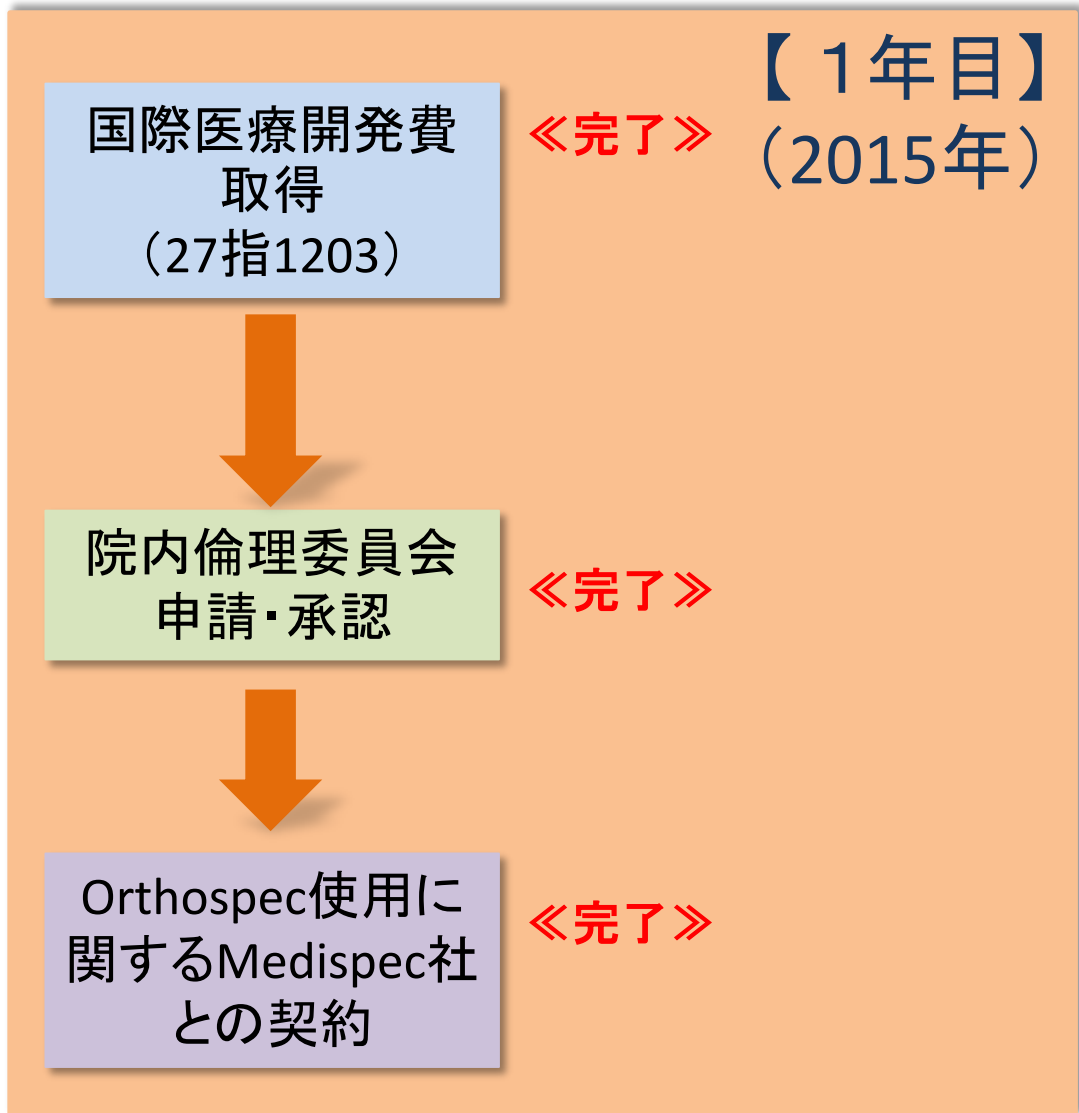 【 1年目】
（2015年）
国際医療開発費
取得
（27指1203）
≪完了≫
院内倫理委員会
申請・承認
≪完了≫
Orthospec使用に
関するMedispec社
との契約
≪完了≫